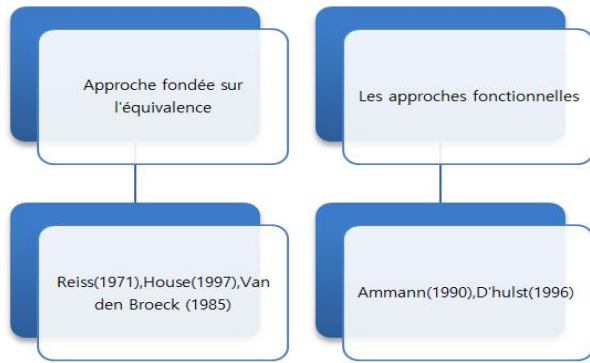 Approche fondée sur
l'équivalence
Les approches fonctionnelles
Reiss(1971),House(1997),Van
den Broeck (1985)
Ammann(1990),D'hulst(1996)